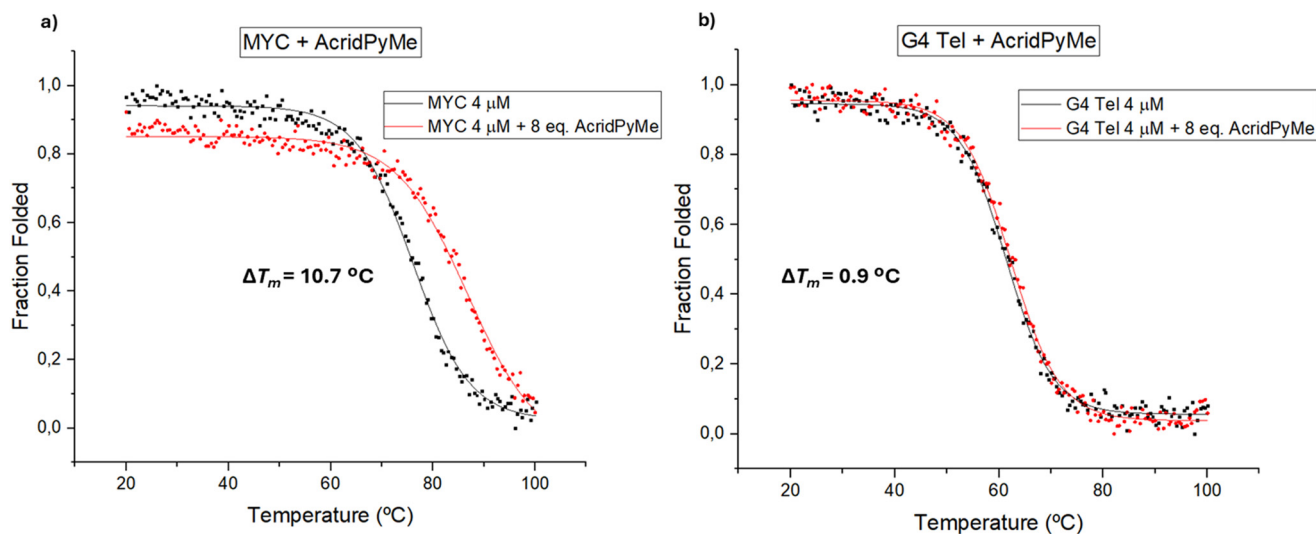 a)
MYC + AcridPyMe
MYC 4 μM
MYC 4 μM + 8 eq. AcridPyMe
1,0
0,8
0,6
0,4
0,2
0,0
Fraction Folded
ΔTm = 10.7 ºC
20
40
60
80
100
Temperature (ºC)
b)
G4 Tel + AcridPyMe
G4 Tel 4 μM
G4 Tel 4 μM + 8 eq. AcridPyMe
1,0
0,8
0,6
0,4
0,2
0,0
Fraction Folded
ΔTm = 0.9 ºC
20
40
60
80
100
Temperature (ºC)